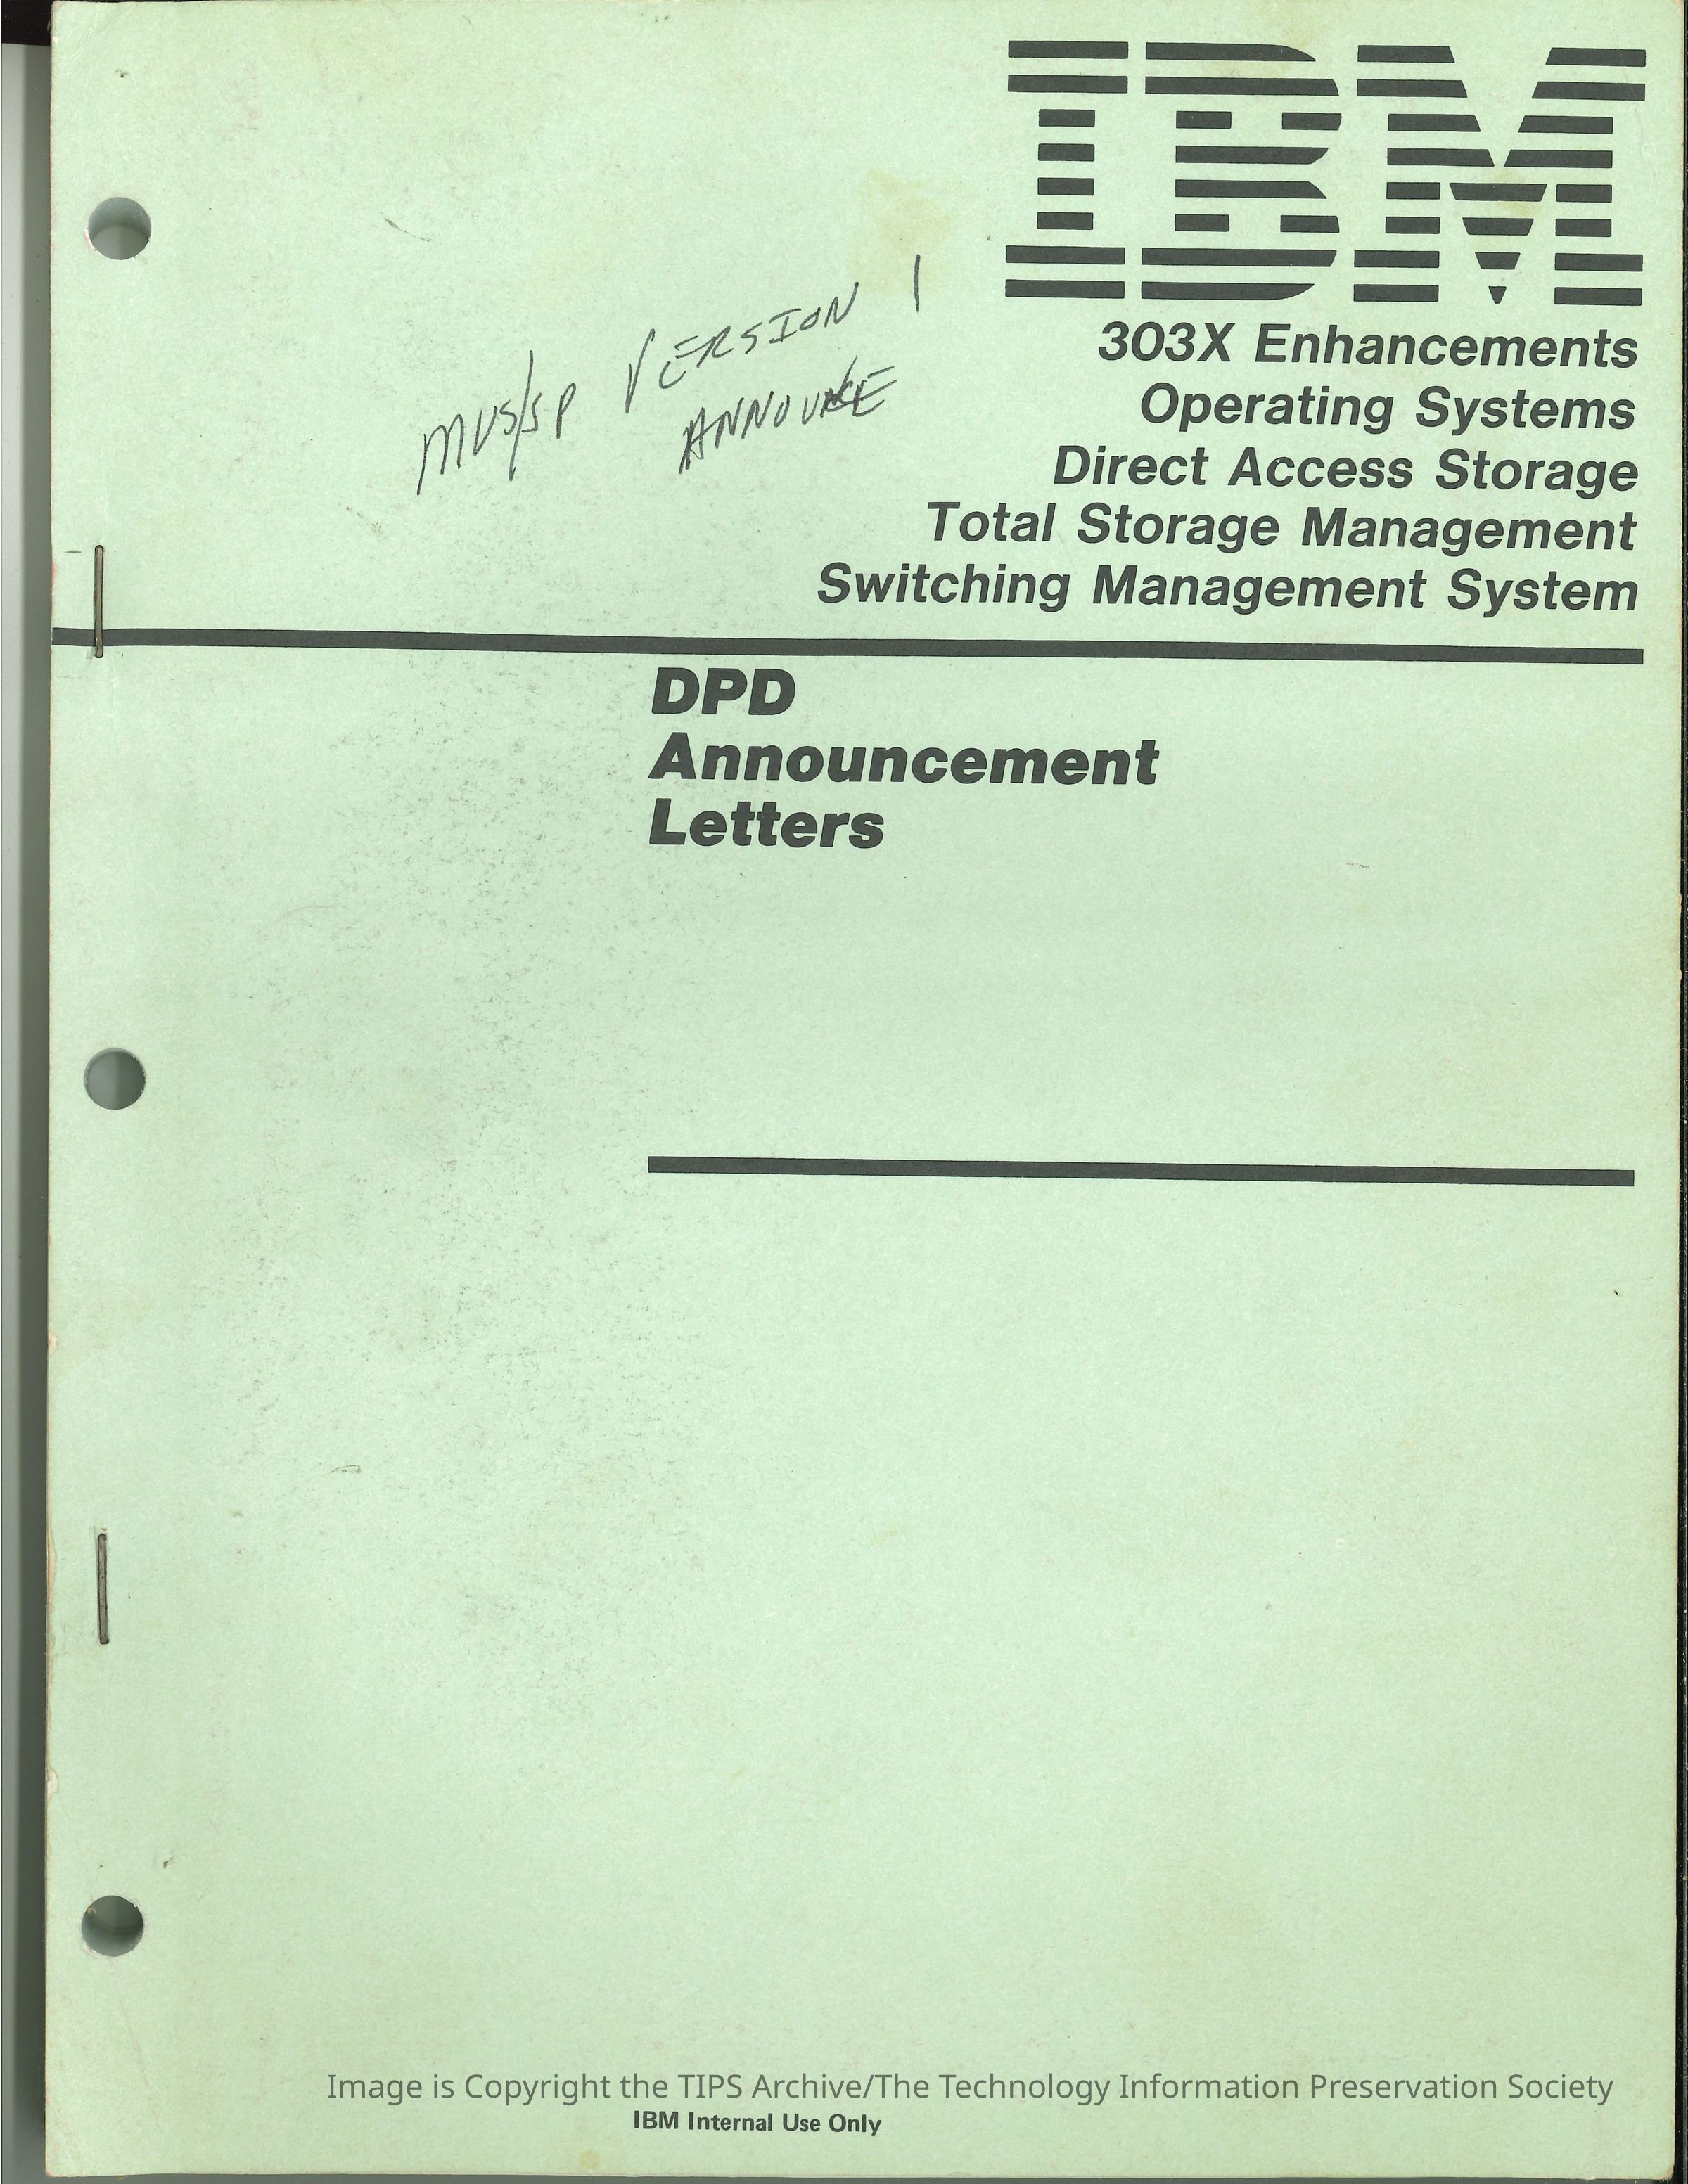 IBM
303X Enhancements
Operating Systems
Direct Access Storage
Total Storage Management
Switching Management System
MVS/SP VERSION 1
ANNOUNCE
DPD
Announcement
Letters
Image is Copyright the TIPS Archive/The Technology Information Preservation Society
IBM Internal Use Only